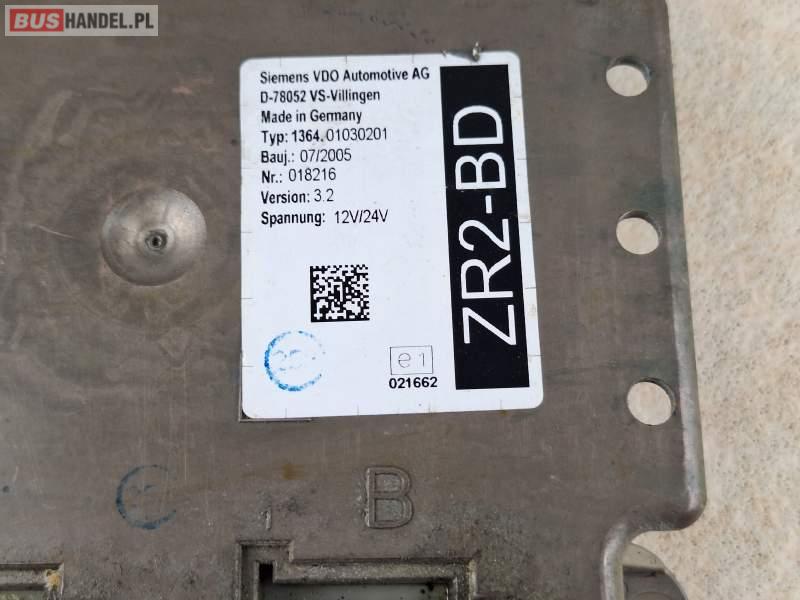 BUSHANDEL.PL
Siemens VDO Automotive AG
D-78052 VS-Villingen
Made in Germany
Typ: 1364.01030201
Bauj.: 07/2005
Nr.: 018216
Version: 3.2
Spannung: 12V/24V
ZR2-BD
e1
021662
B